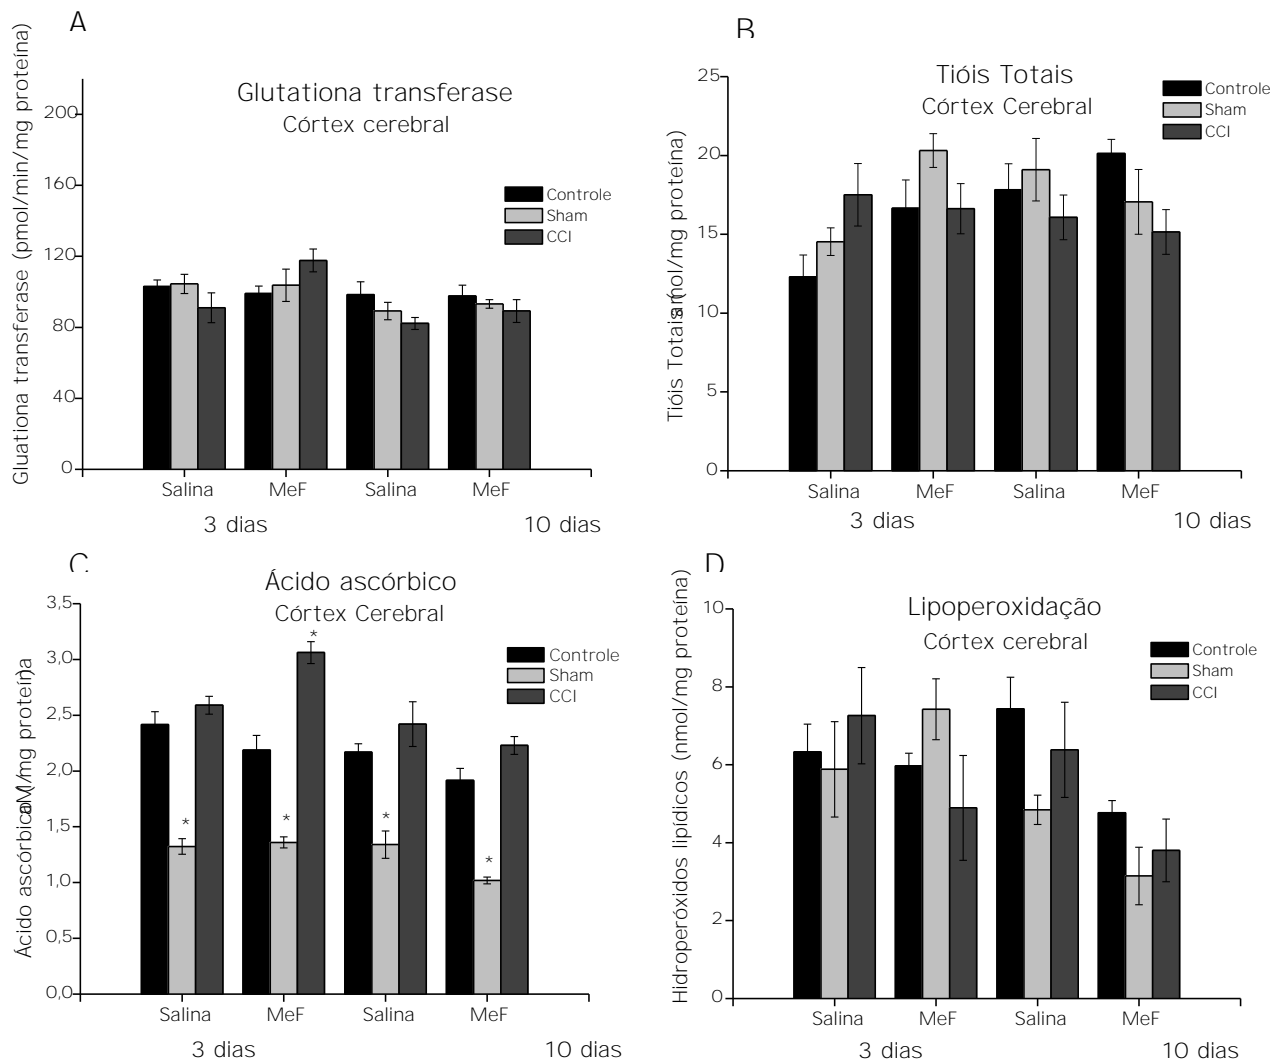 A
Gluationa transferase (pmol/min/mg proteína)
Glutationa transferase
Córtex cerebral
200
160
120
80
40
0
Controle
Sham
CCI
Salina MeF Salina MeF
3 dias 10 dias
B
Tióis Totais
Córtex Cerebral
25
20
15
10
5
0
Controle
Sham
CCI
Salina MeF Salina MeF
3 dias 10 dias
C
Ácido ascórbico
Córtex Cerebral
3,5
3,0
2,5
2,0
1,5
1,0
0,5
0,0
*
* * * *
Controle
Sham
CCI
Salina MeF Salina MeF
3 dias 10 dias
D
Hidroperóxidos lipídicos (nmol/mg proteína)
Lipoperoxidação
Córtex cerebral
10
8
6
4
2
0
Controle
Sham
CCI
Salina MeF Salina MeF
3 dias 10 dias